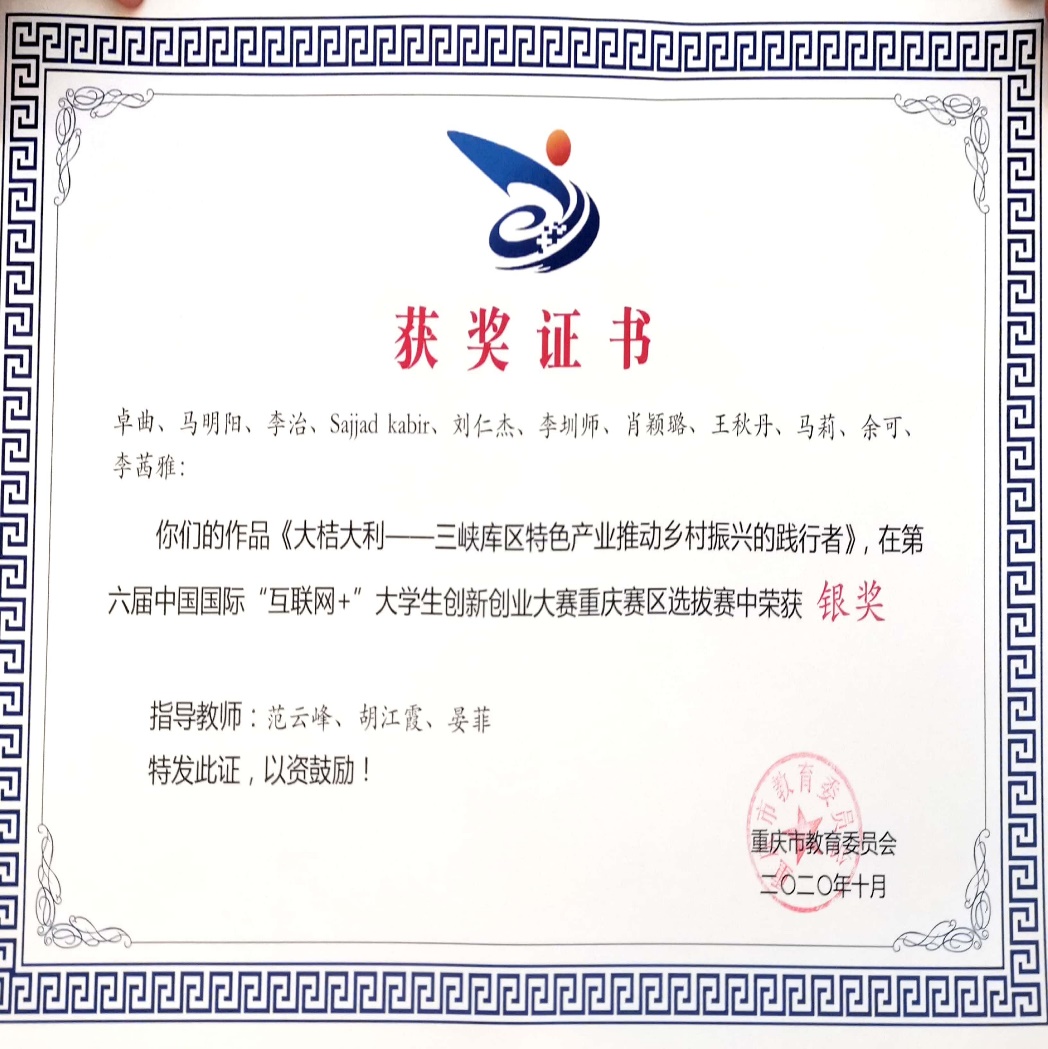 获奖证书
卓曲、马明阳、李治、Sajjad kabir、刘仁杰、李圳师、肖颖璐、王秋丹、马莉、余可、
李茜雅：
你们的作品《大桔大利——三峡库区特色产业推动乡村振兴的践行者》，在第
六届中国国际“互联网+”大学生创新创业大赛重庆赛区选拔赛中荣获 银奖
指导教师：范云峰、胡江霞、晏菲
特发此证，以资鼓励！
重庆市教育委员会
二〇二〇年十月